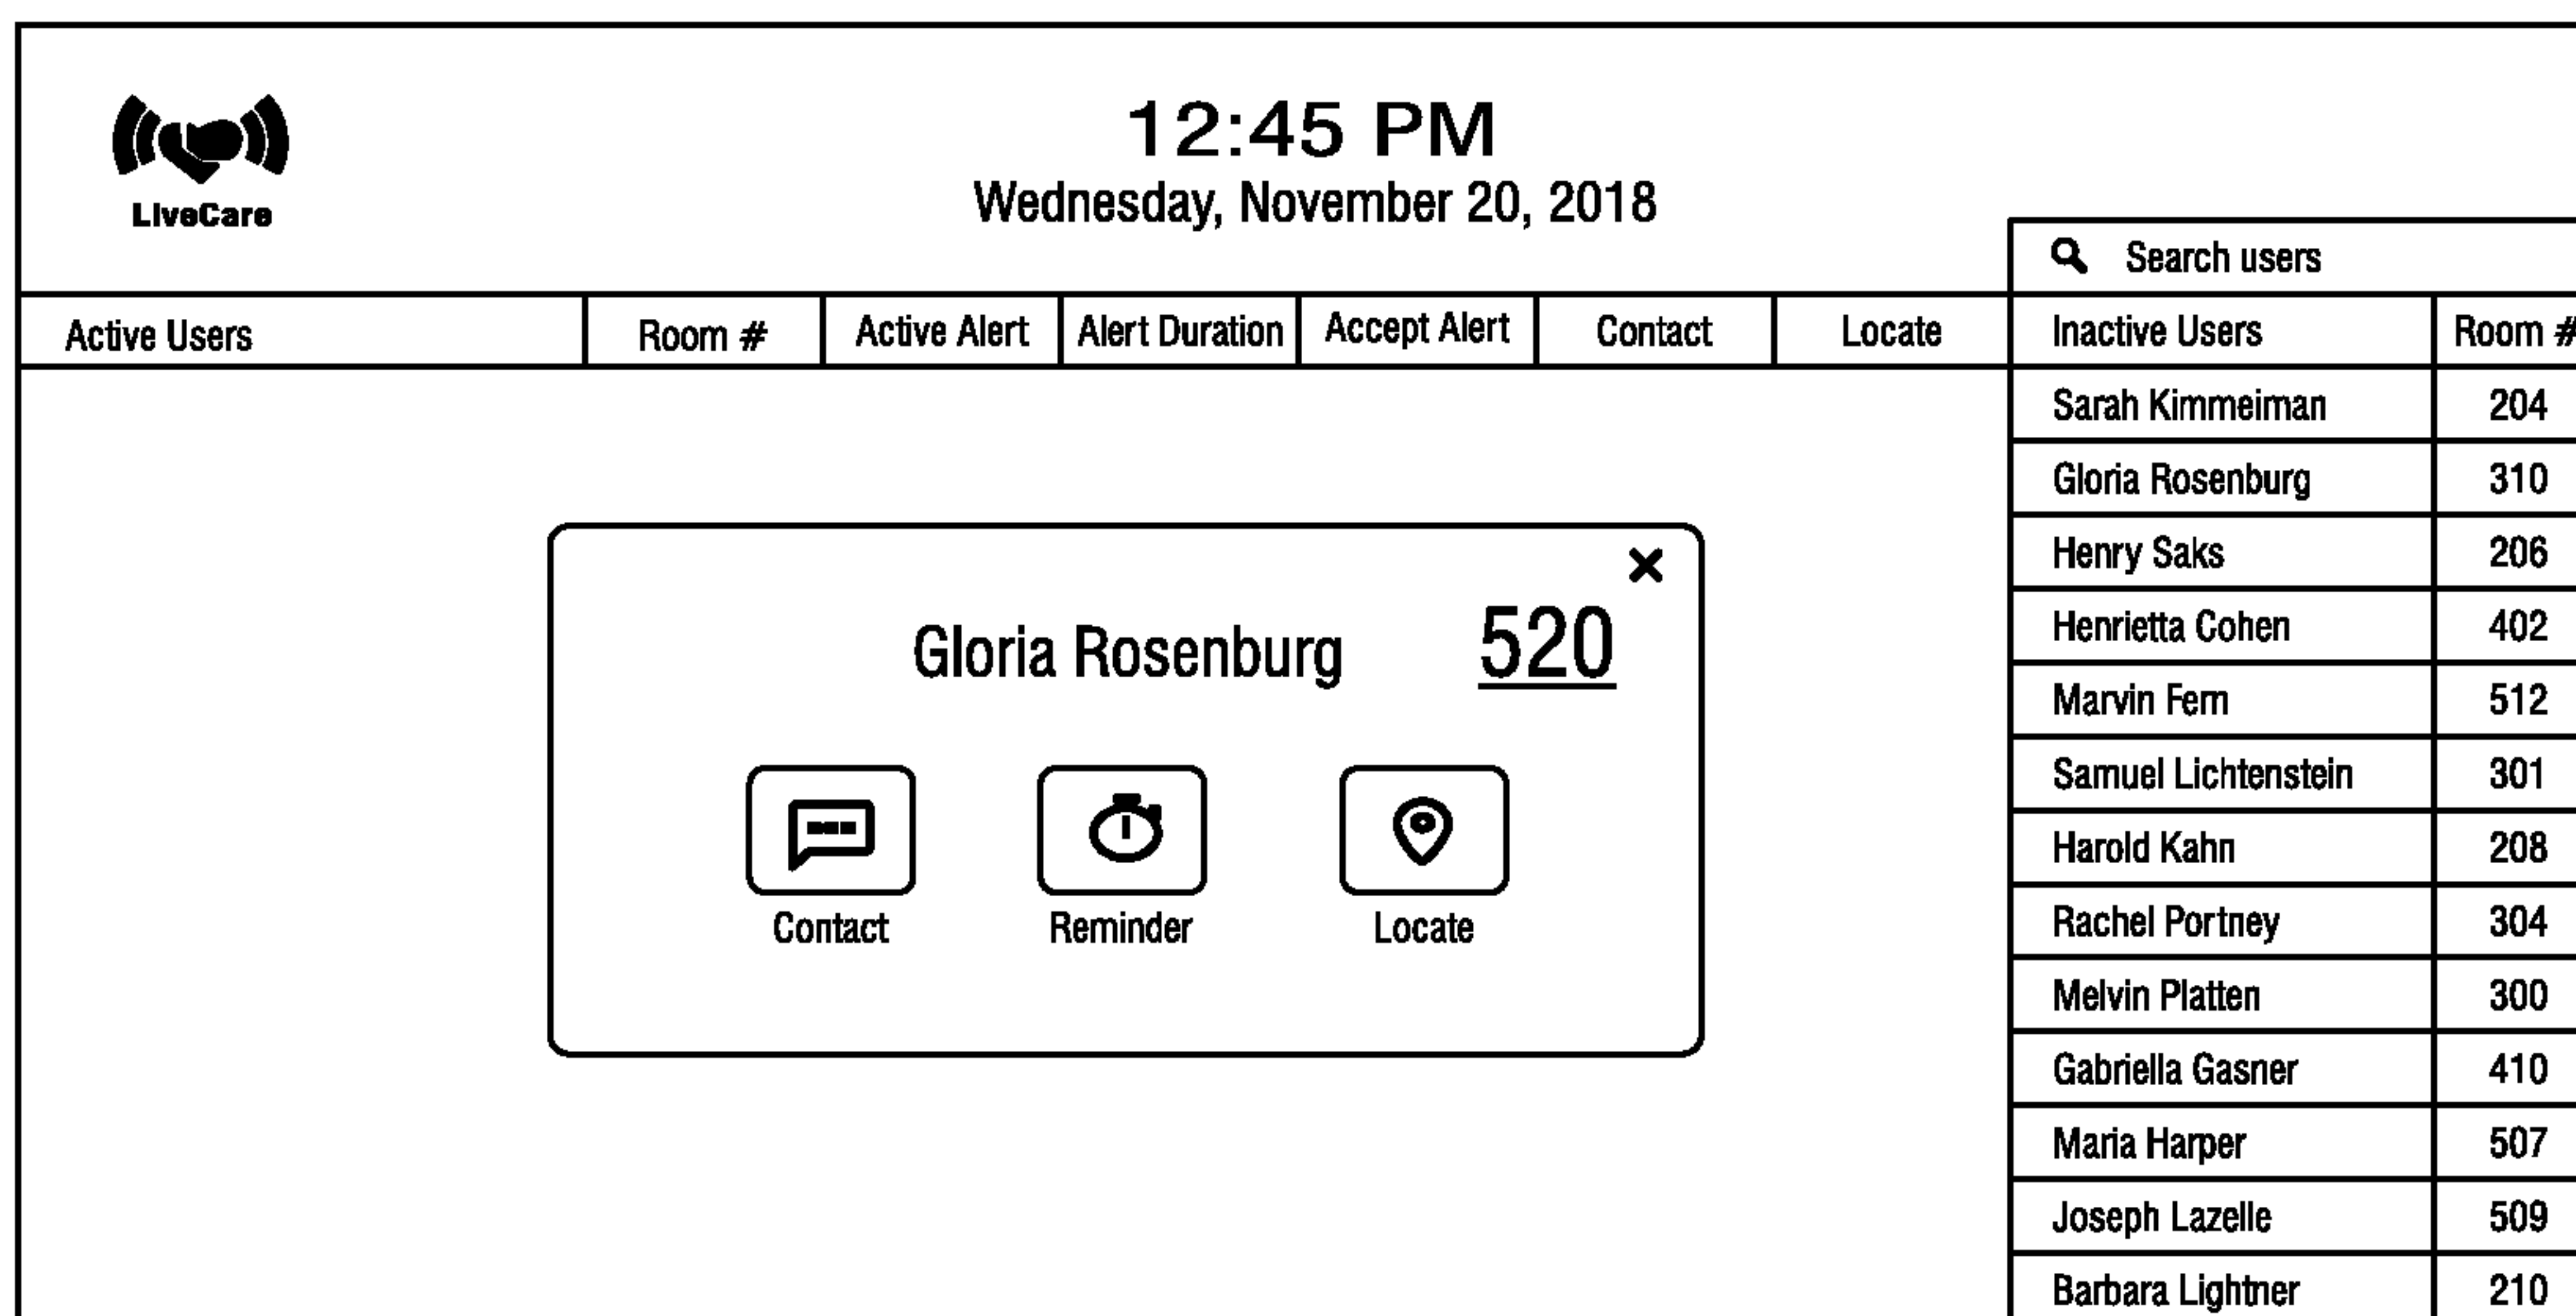 LiveCare
12:45 PM
Wednesday, November 20, 2018
Search users
Active Users Room # Active Alert Alert Duration Accept Alert Contact Locate Inactive Users Room #
Sarah Kimmeiman 204
Gloria Rosenburg 310
Henry Saks 206
Henrietta Cohen 402
Marvin Fern 512
Samuel Lichtenstein 301
Harold Kahn 208
Rachel Portney 304
Melvin Platten 300
Gabriella Gasner 410
Maria Harper 507
Joseph Lazelle 509
Barbara Lightner 210
Gloria Rosenburg 520
Contact Reminder Locate